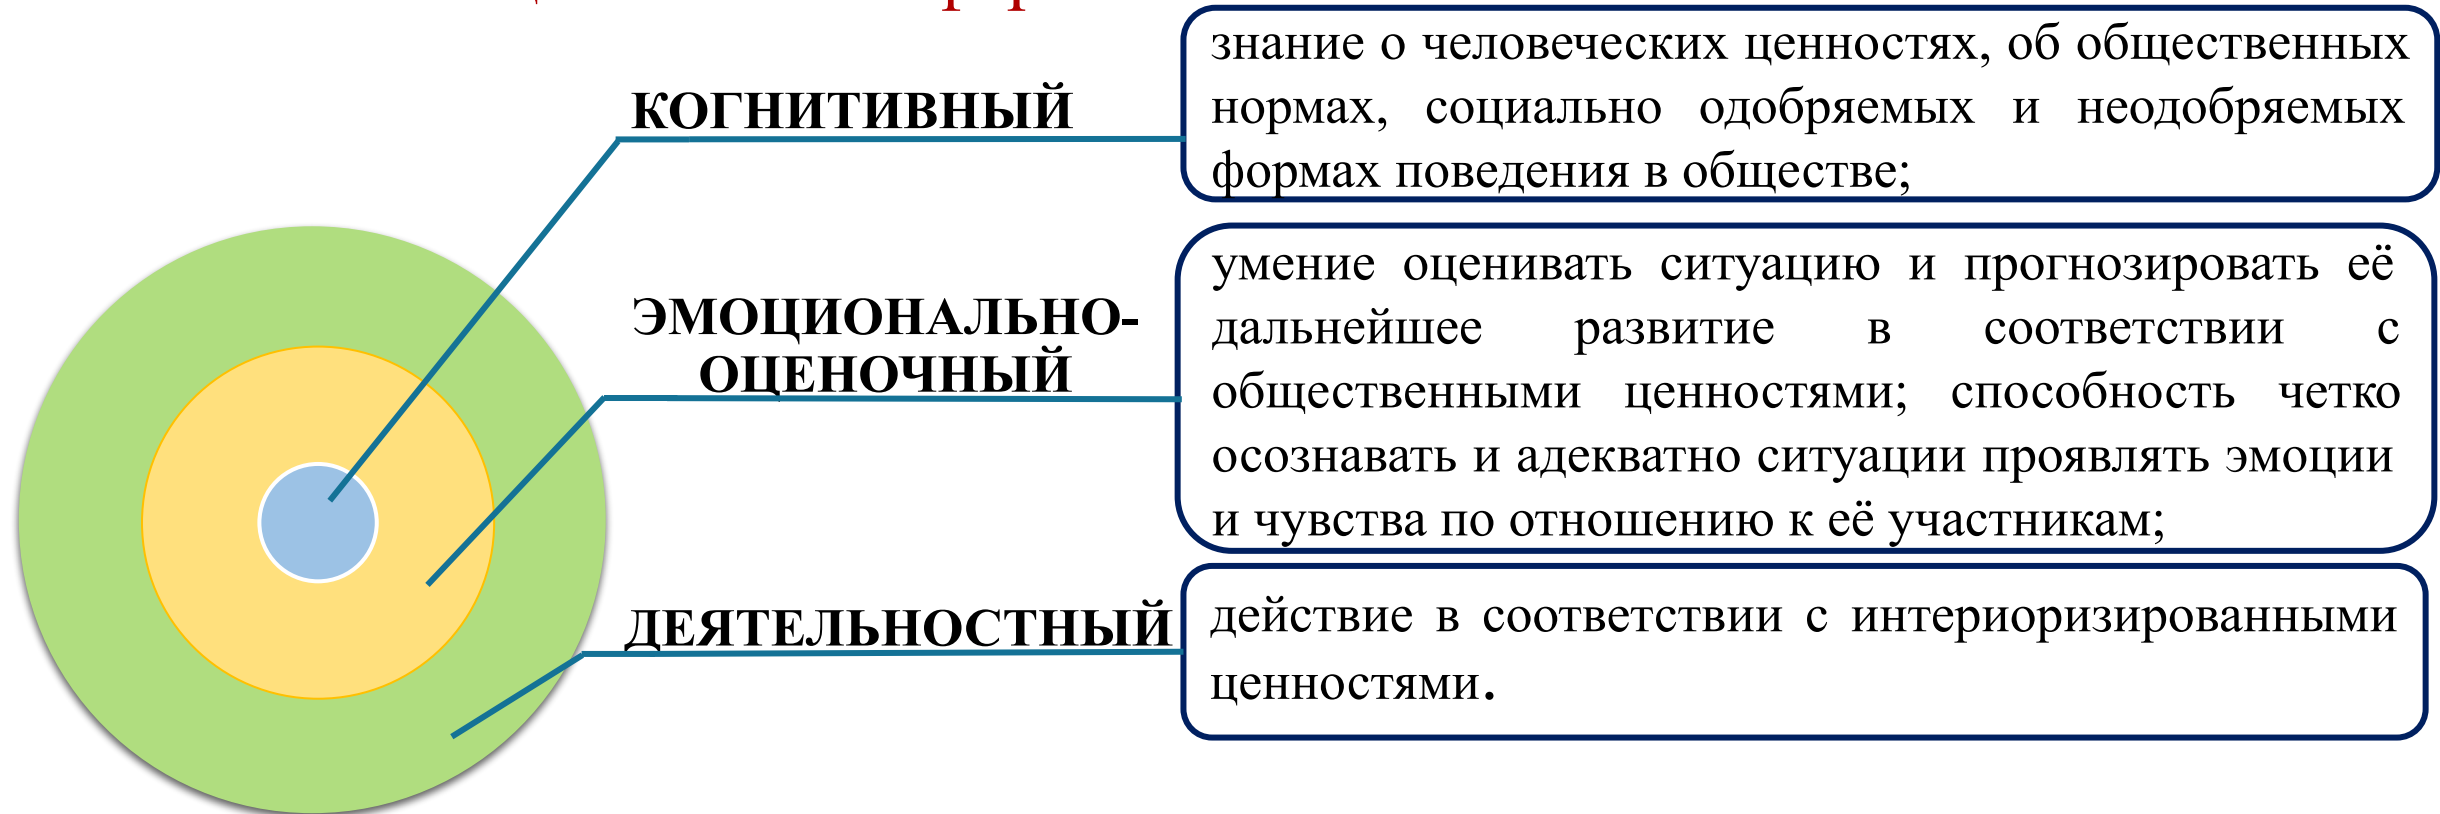 КОГНИТИВНЫЙ
знание о человеческих ценностях, об общественных
нормах, социально одобряемых и неодобряемых
формах поведения в обществе;
ЭМОЦИОНАЛЬНО-
ОЦЕНОЧНЫЙ
умение оценивать ситуацию и прогнозировать её
дальнейшее развитие в соответствии с
общественными ценностями; способность четко
осознавать и адекватно ситуации проявлять эмоции
и чувства по отношению к её участникам;
ДЕЯТЕЛЬНОСТНЫЙ
действие в соответствии с интериоризированными
ценностями.